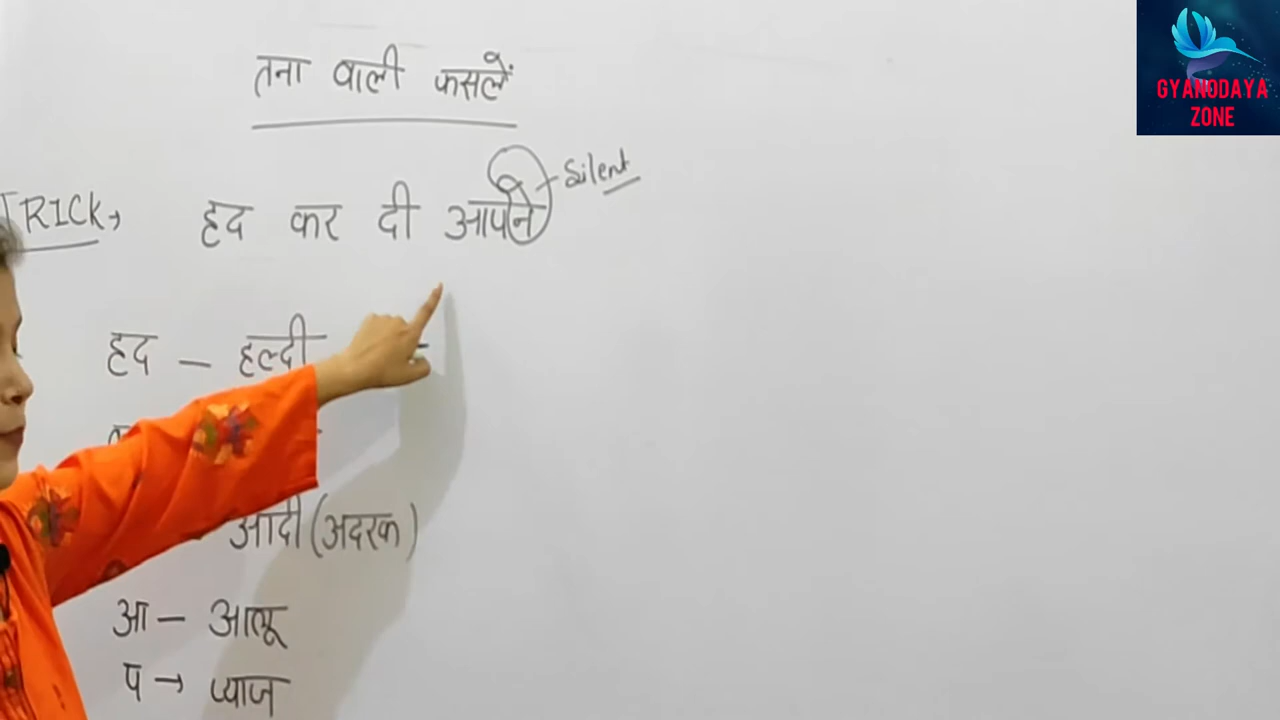 तना वाली फसलें
TRICK→ हद कर दी आपने - Silent
हद - हल्दी
आदी (अदरक)
आ - आलू
प → प्याज
GYANODAYA
ZONE